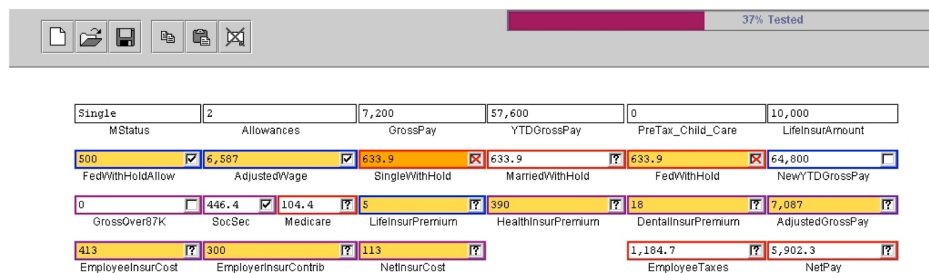 37% Tested
Single 2 7,200 57,600 0 10,000
MStatus Allowances GrossPay YTDGrossPay PreTax_Child_Care LifeInsurAmount
500 6,587 633.9 633.9 ? 633.9 64,800
FedWithHoldAllow AdjustedWage SingleWithHold MarriedWithHold FedWithHold NewYTDGrossPay
0 446.4 104.4 ? 5 ? 390 ? 18 ? 7,087 ?
GrossOver87K SocSec Medicare LifeInsurPremium HealthInsurPremium DentalInsurPremium AdjustedGrossPay
413 ? 300 ? 113 ? 1,184.7 ? 5,902.3 ?
EmployeeInsurCost EmployerInsurContrib NetInsurCost EmployeeTaxes NetPay